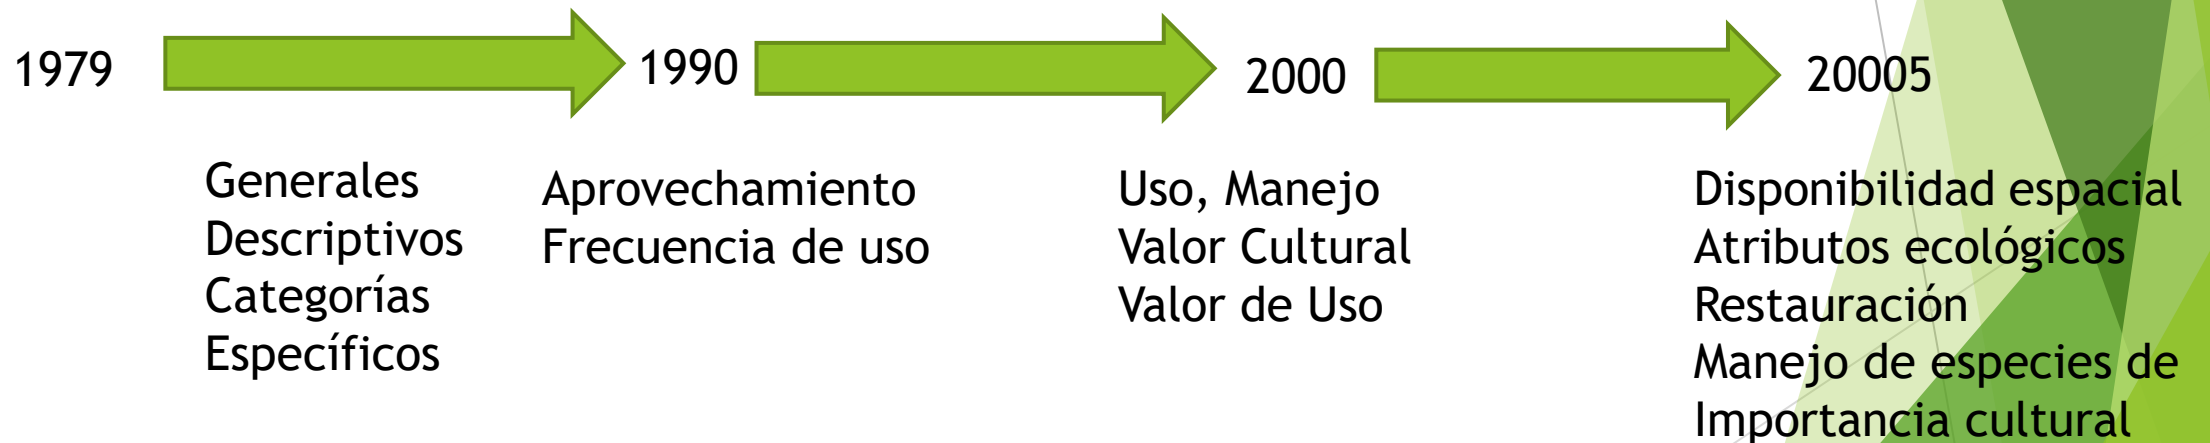 1979
1990
2000
20005
Generales
Descriptivos
Categorías
Específicos
Aprovechamiento
Frecuencia de uso
Uso, Manejo
Valor Cultural
Valor de Uso
Disponibilidad espacial
Atributos ecológicos
Restauración
Manejo de especies de
Importancia cultural